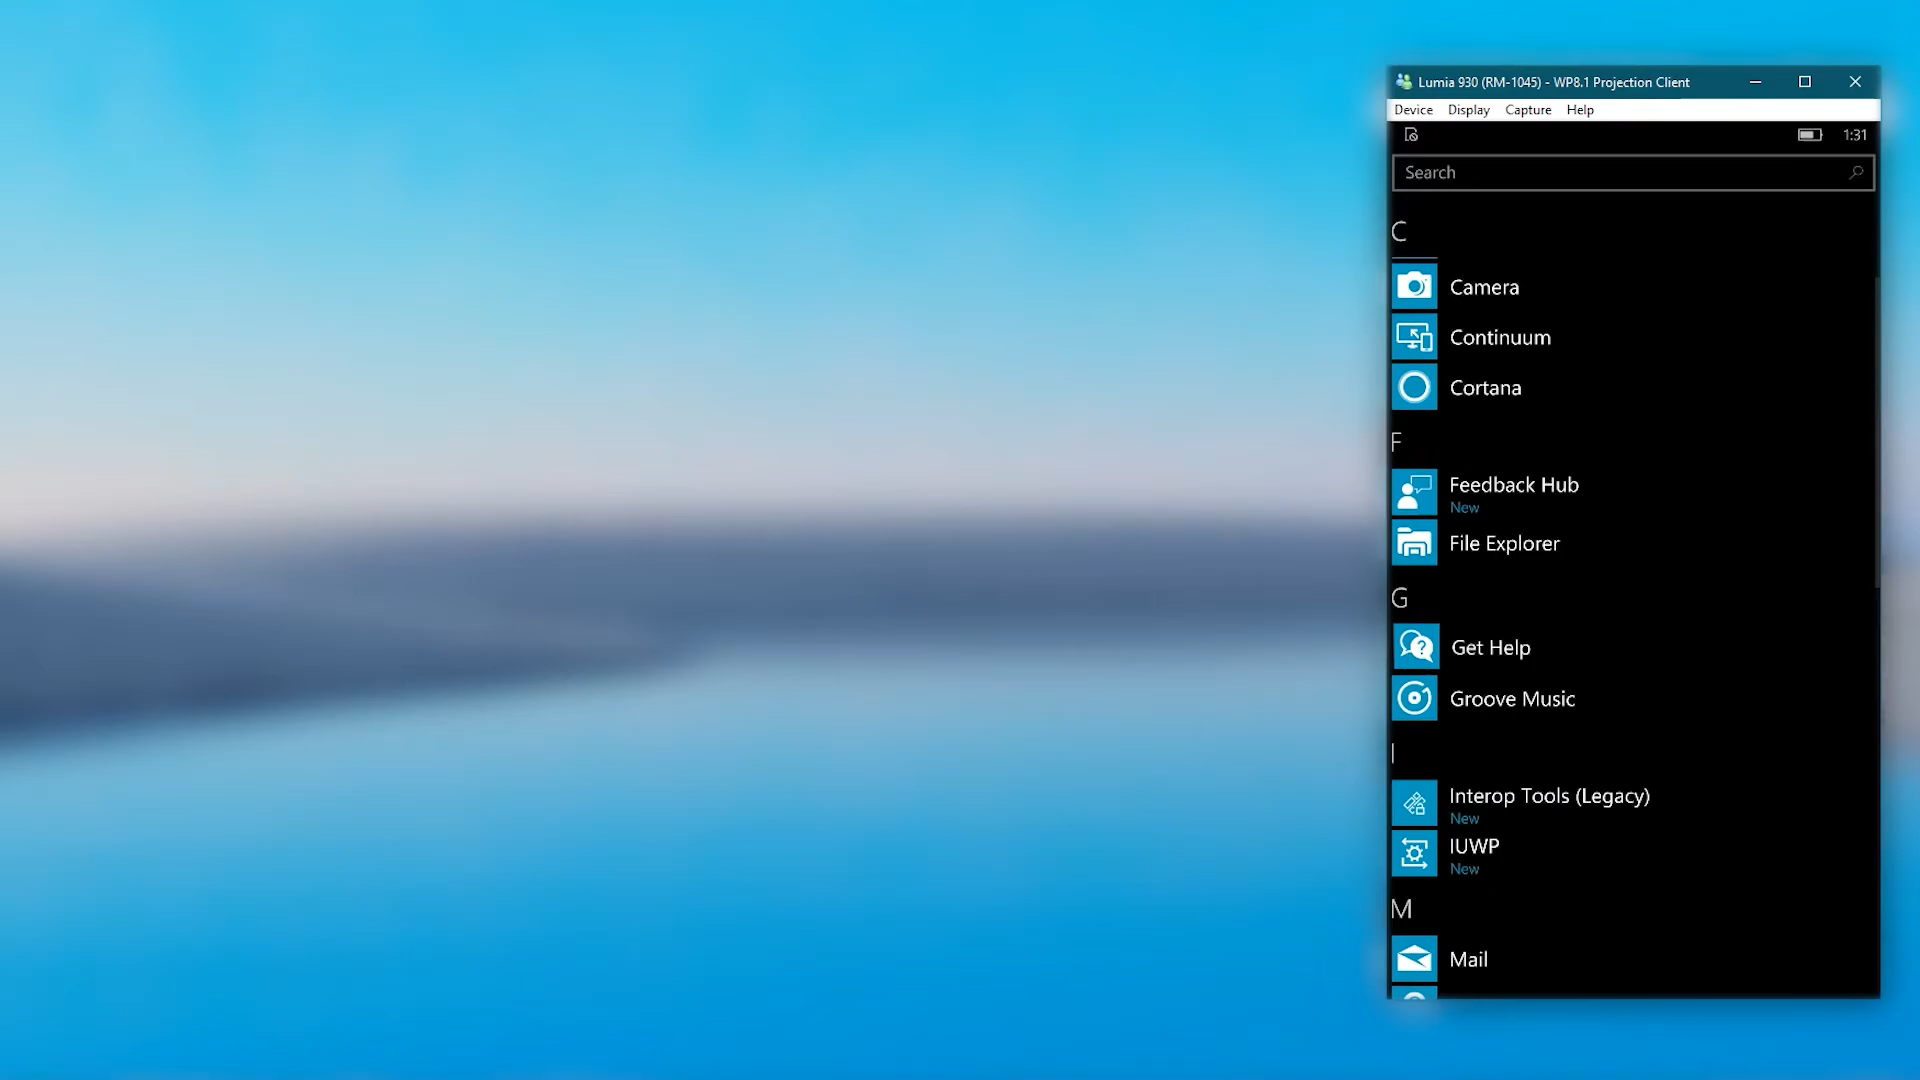 Lumia 930 (RM-1045) - WP8.1 Projection Client
Device Display Capture Help
1:31
Search
C
Camera
Continuum
Cortana
F
Feedback Hub
New
File Explorer
G
Get Help
Groove Music
I
Interop Tools (Legacy)
New
IUWP
New
M
Mail